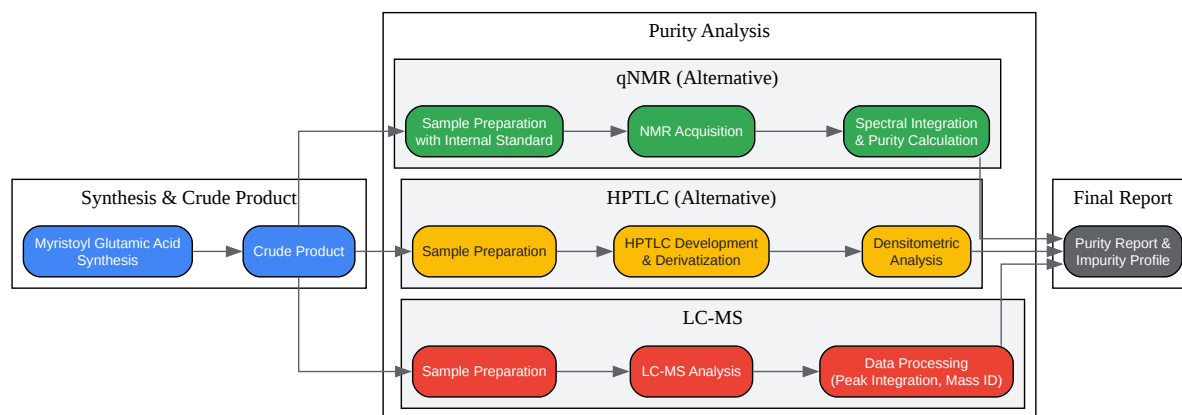 Purity Analysis
qNMR (Alternative)
Sample Preparation
with Internal Standard
NMR Acquisition
Spectral Integration
& Purity Calculation
Synthesis & Crude Product
Myristoyl Glutamic Acid
Synthesis
Crude Product
HPTLC (Alternative)
Sample Preparation
HPTLC Development
& Derivatization
Densitometric
Analysis
LC-MS
Sample Preparation
LC-MS Analysis
Data Processing
(Peak Integration, Mass ID)
Final Report
Purity Report &
Impurity Profile